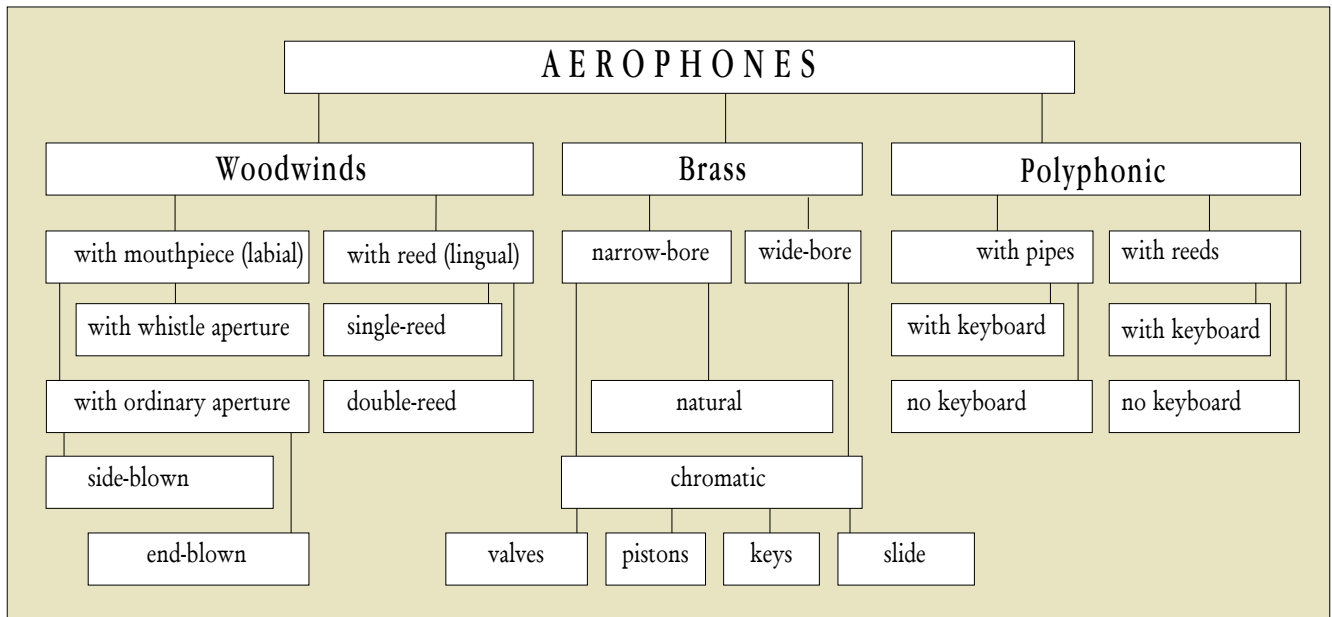 AEROPHONES
Woodwinds
Brass
Polyphonic
with mouthpiece (labial)
with reed (lingual)
narrow-bore
wide-bore
with pipes
with reeds
with whistle aperture
single-reed
with keyboard
with keyboard
with ordinary aperture
double-reed
natural
no keyboard
no keyboard
side-blown
chromatic
end-blown
valves
pistons
keys
slide